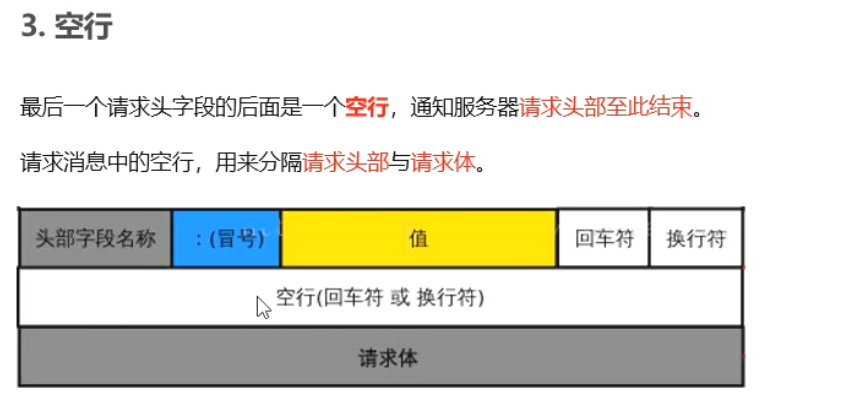 3. 空行
最后一个请求头字段的后面是一个空行，通知服务器请求头部至此结束。
请求消息中的空行，用来分隔请求头部与请求体。
头部字段名称 ：(冒号) 值 回车符 换行符
空行(回车符 或 换行符)
请求体